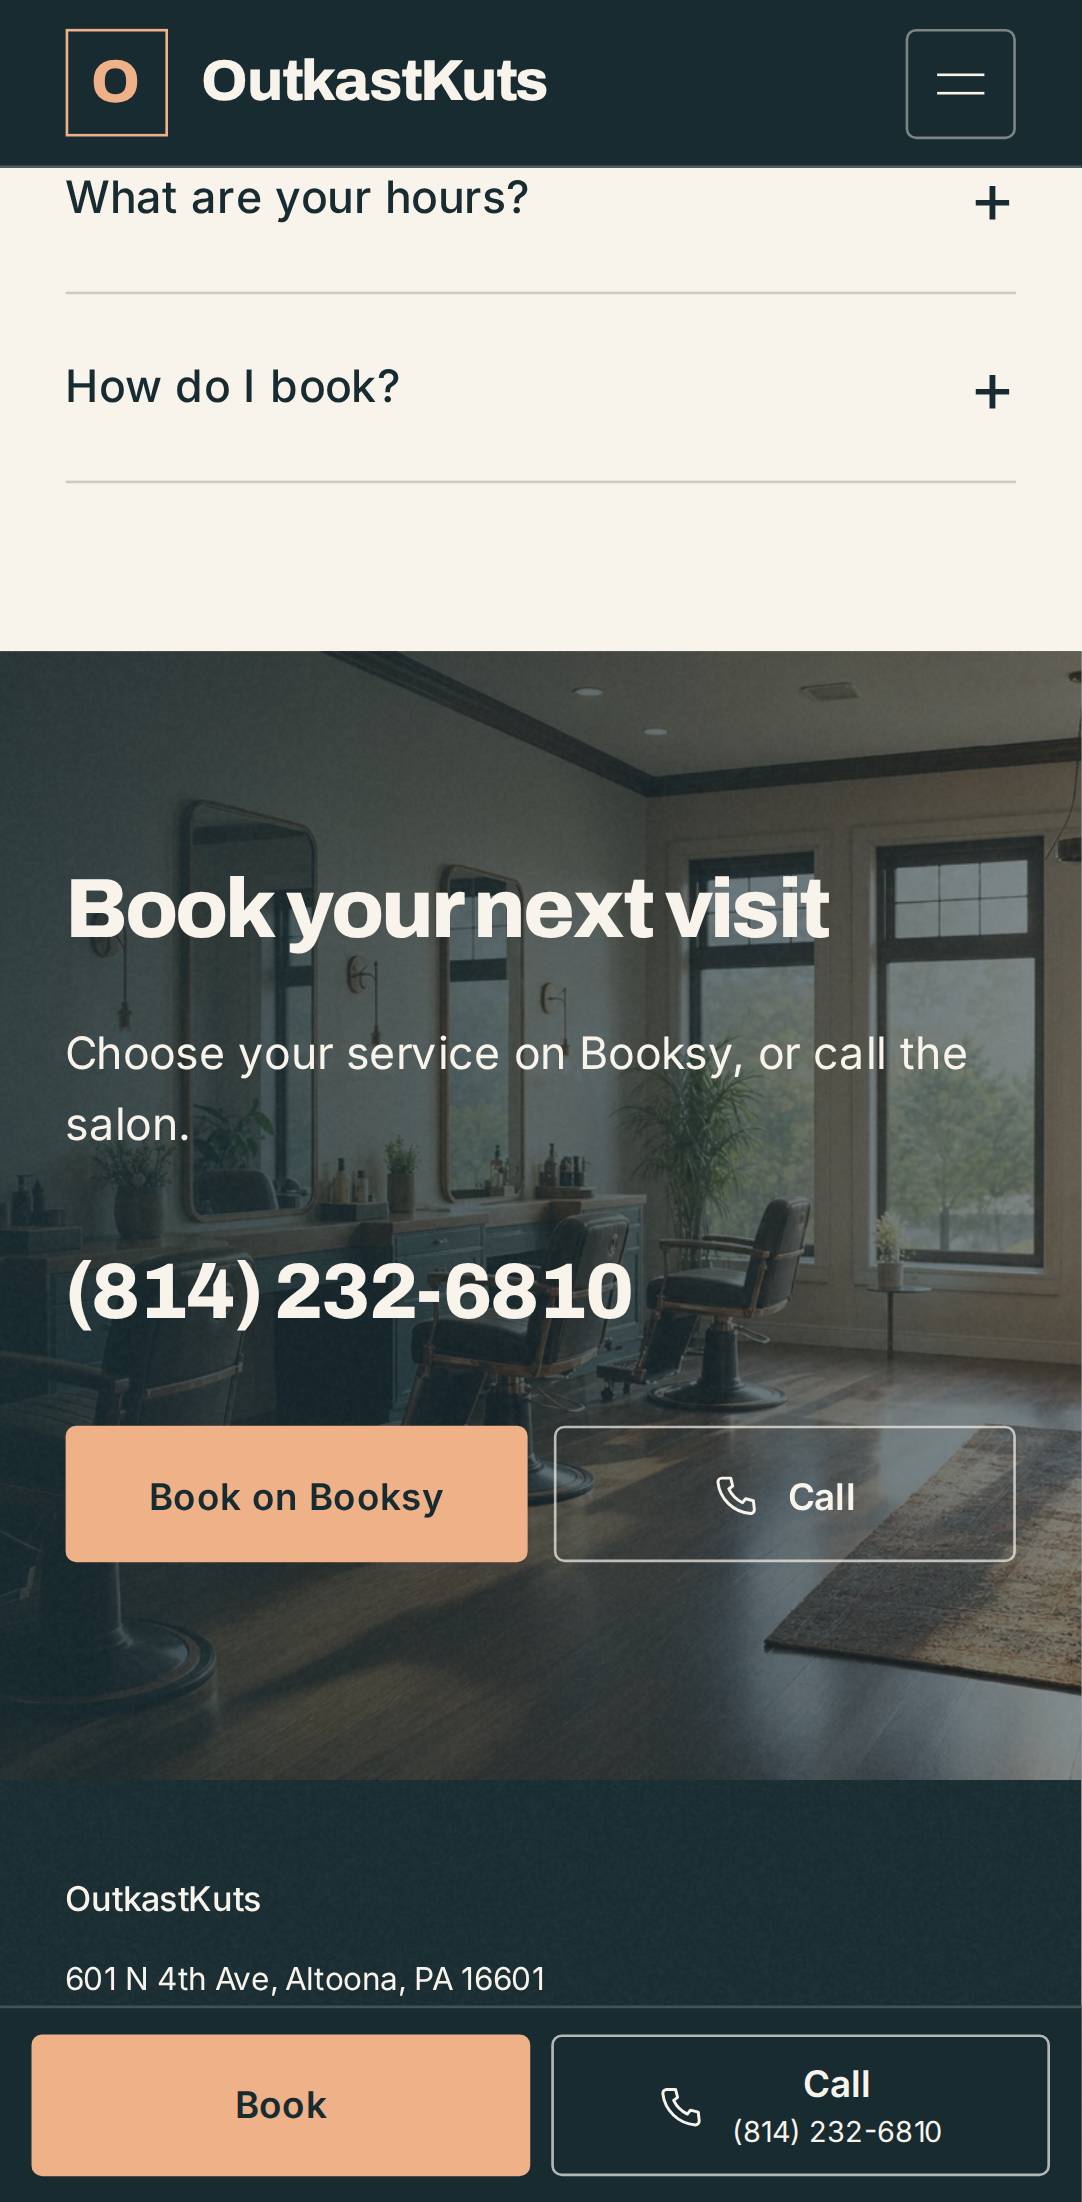 O OutkastKuts
What are your hours? +
How do I book? +
Book your next visit
Choose your service on Booksy, or call the
salon.
(814) 232-6810
Book on Booksy
Call
OutkastKuts
601 N 4th Ave, Altoona, PA 16601
Book
Call
(814) 232-6810